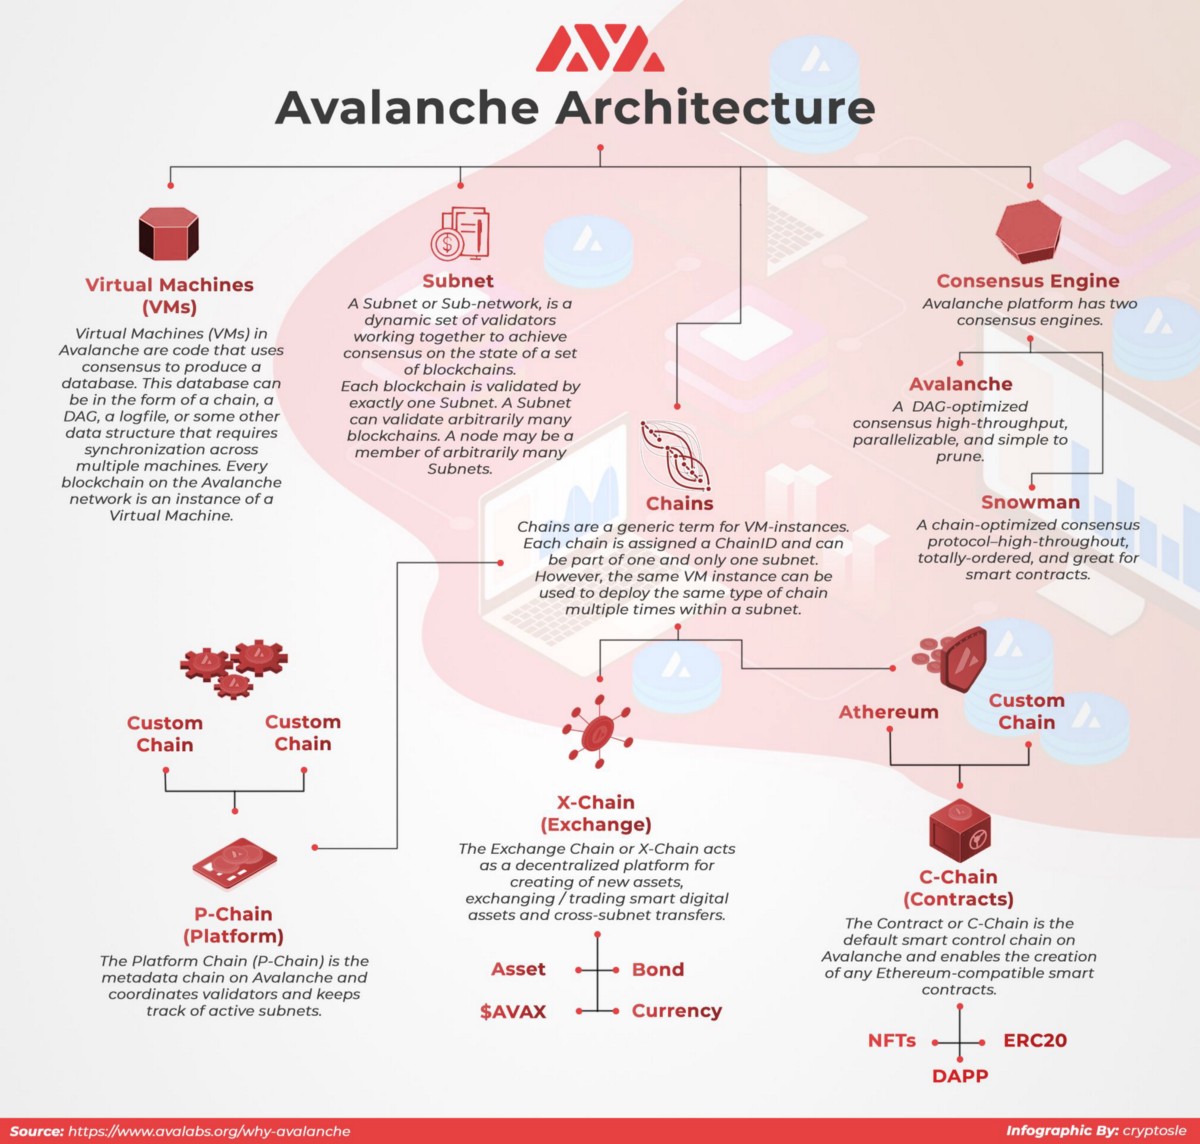 AVA
Avalanche Architecture
Virtual Machines
(VMs)
Virtual Machines (VMs) in
Avalanche are code that uses
consensus to produce a
database. This database can
be in the form of a chain, a
DAG, a logfile, or some other
data structure that requires
synchronization across
multiple machines. Every
blockchain on the Avalanche
network is an instance of a
Virtual Machine.
Subnet
A Subnet or Sub-network, is a
dynamic set of validators
working together to achieve
consensus on the state of a set
of blockchains.
Each blockchain is validated by
exactly one Subnet. A Subnet
can validate arbitrarily many
blockchains. A node may be a
member of arbitrarily many
Subnets.
Consensus Engine
Avalanche platform has two
consensus engines.
Avalanche
A DAG-optimized
consensus high-throughput,
parallelizable, and simple to
prune.
Snowman
A chain-optimized consensus
protocol–high-throughout,
totally-ordered, and great for
smart contracts.
Chains
Chains are a generic term for VM-instances.
Each chain is assigned a ChainID and can
be part of one and only one subnet.
However, the same VM instance can be
used to deploy the same type of chain
multiple times within a subnet.
Custom
Chain
Custom
Chain
P-Chain
(Platform)
The Platform Chain (P-Chain) is the
metadata chain on Avalanche and
coordinates validators and keeps
track of active subnets.
X-Chain
(Exchange)
The Exchange Chain or X-Chain acts
as a decentralized platform for
creating of new assets,
exchanging / trading smart digital
assets and cross-subnet transfers.
Asset
Bond
$AVAX
Currency
Athereum
Custom
Chain
C-Chain
(Contracts)
The Contract or C-Chain is the
default smart control chain on
Avalanche and enables the creation
of any Ethereum-compatible smart
contracts.
NFTs
ERC20
DAPP
Source: https://www.avalabs.org/why-avalanche
Infographic By: cryptosle